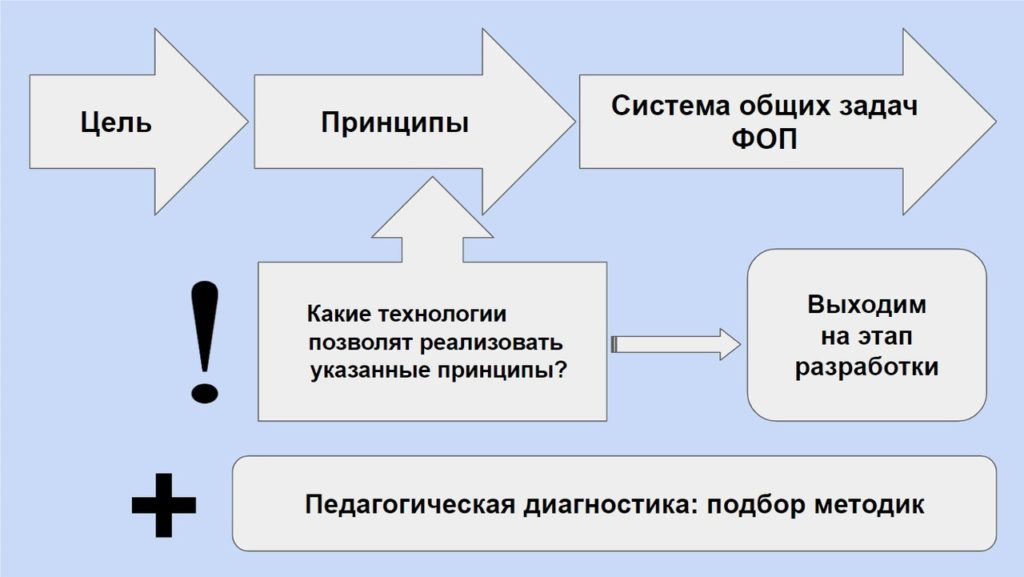 Цель
Принципы
Система общих задач
ФОП
!
Какие технологии
позволят реализовать
указанные принципы?
Выходим
на этап
разработки
+
Педагогическая диагностика: подбор методик